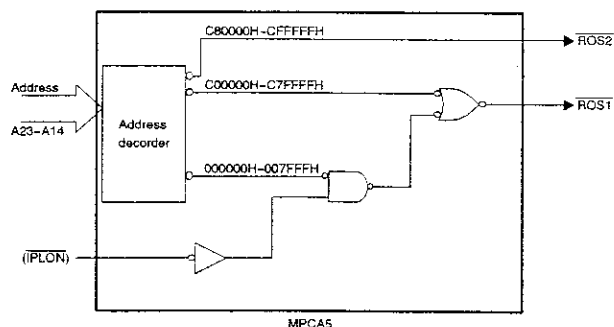 C80000H-CFFFFFH
ROS2
Address
C00000H-C7FFFFH
A23-A14
Address
decorder
ROS1
000000H-007FFFH
(IPLON)
MPCA5